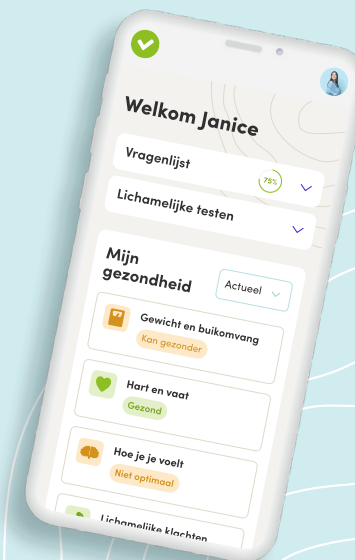 Welkom Janice
Vragenlijst
75%
Lichamelijke testen
Mijn
gezondheid
Actueel
Gewicht en buikomvang
Kan gezonder
Hart en vaat
Gezond
Hoe je je voelt
Niet optimaal
Lichamelijke klachten